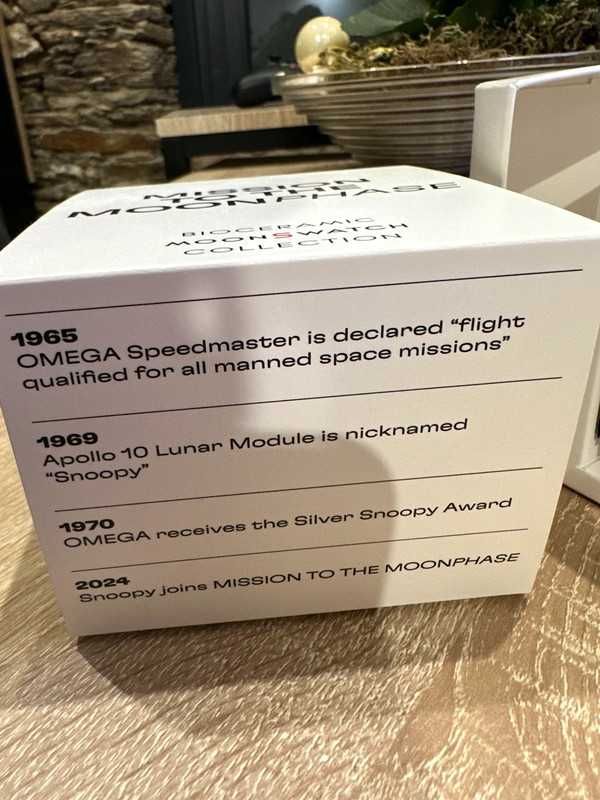 MISSION
TO THE
MOONPHASE
BIOCERAMIC
MOONSWATCH
COLLECTION
1965
OMEGA Speedmaster is declared “flight
qualified for all manned space missions”
1969
Apollo 10 Lunar Module is nicknamed
“Snoopy”
1970
OMEGA receives the Silver Snoopy Award
2024
Snoopy joins MISSION TO THE MOONPHASE